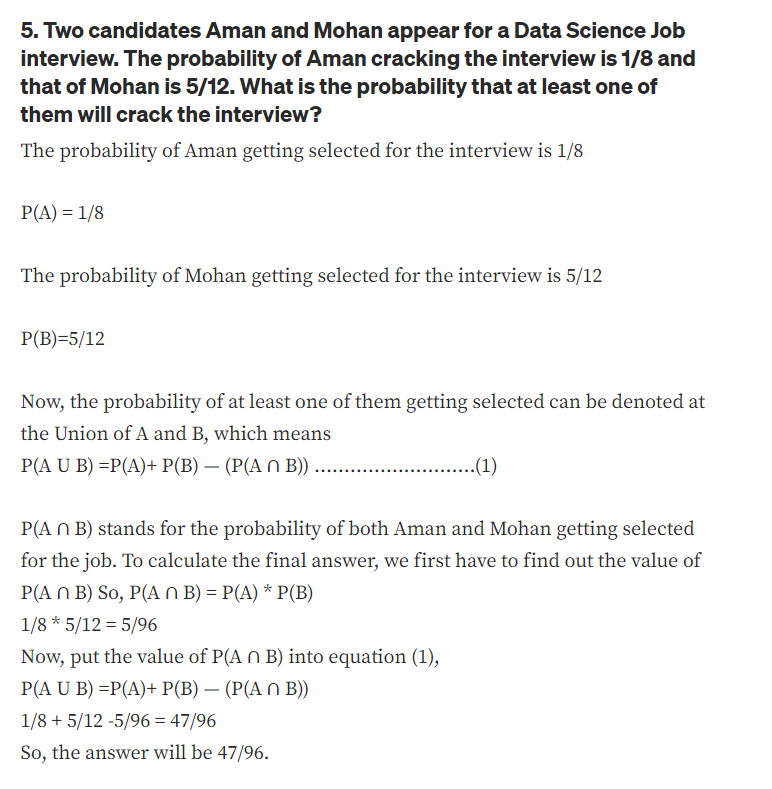 5. Two candidates Aman and Mohan appear for a Data Science Job
interview. The probability of Aman cracking the interview is 1/8 and
that of Mohan is 5/12. What is the probability that at least one of
them will crack the interview?
The probability of Aman getting selected for the interview is 1/8
P(A) = 1/8
The probability of Mohan getting selected for the interview is 5/12
P(B)=5/12
Now, the probability of at least one of them getting selected can be denoted at
the Union of A and B, which means
P(A U B) =P(A)+ P(B) — (P(A ∩ B)) ………………………(1)
P(A ∩ B) stands for the probability of both Aman and Mohan getting selected
for the job. To calculate the final answer, we first have to find out the value of
P(A ∩ B) So, P(A ∩ B) = P(A) * P(B)
1/8 * 5/12 = 5/96
Now, put the value of P(A ∩ B) into equation (1),
P(A U B) =P(A)+ P(B) — (P(A ∩ B))
1/8 + 5/12 -5/96 = 47/96
So, the answer will be 47/96.